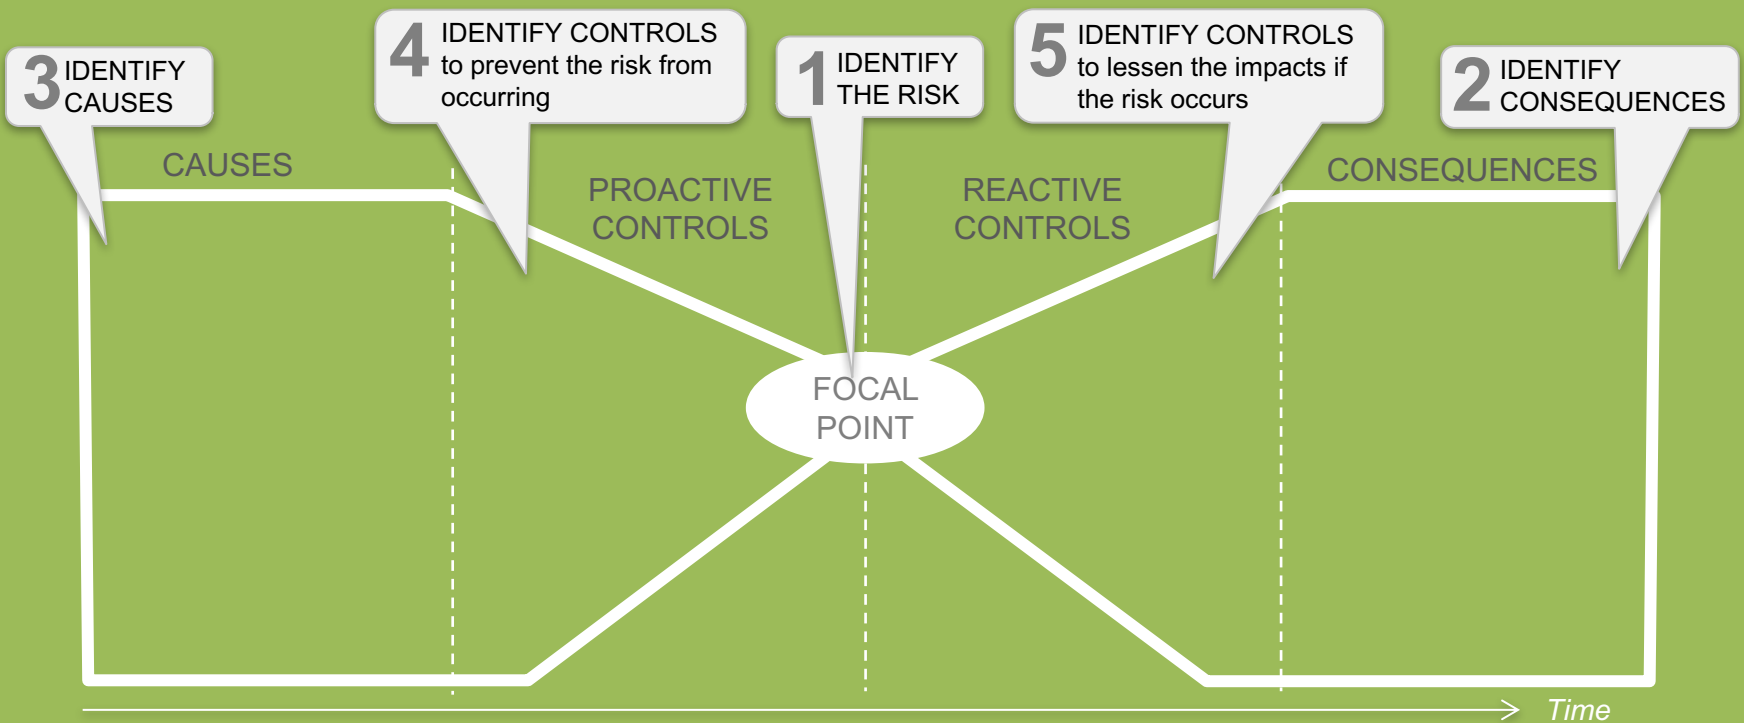 3 IDENTIFY
CAUSES
4 IDENTIFY CONTROLS
to prevent the risk from
occurring
1 IDENTIFY
THE RISK
5 IDENTIFY CONTROLS
to lessen the impacts if
the risk occurs
2 IDENTIFY
CONSEQUENCES
CAUSES
PROACTIVE
CONTROLS
REACTIVE
CONTROLS
CONSEQUENCES
FOCAL
POINT
Time